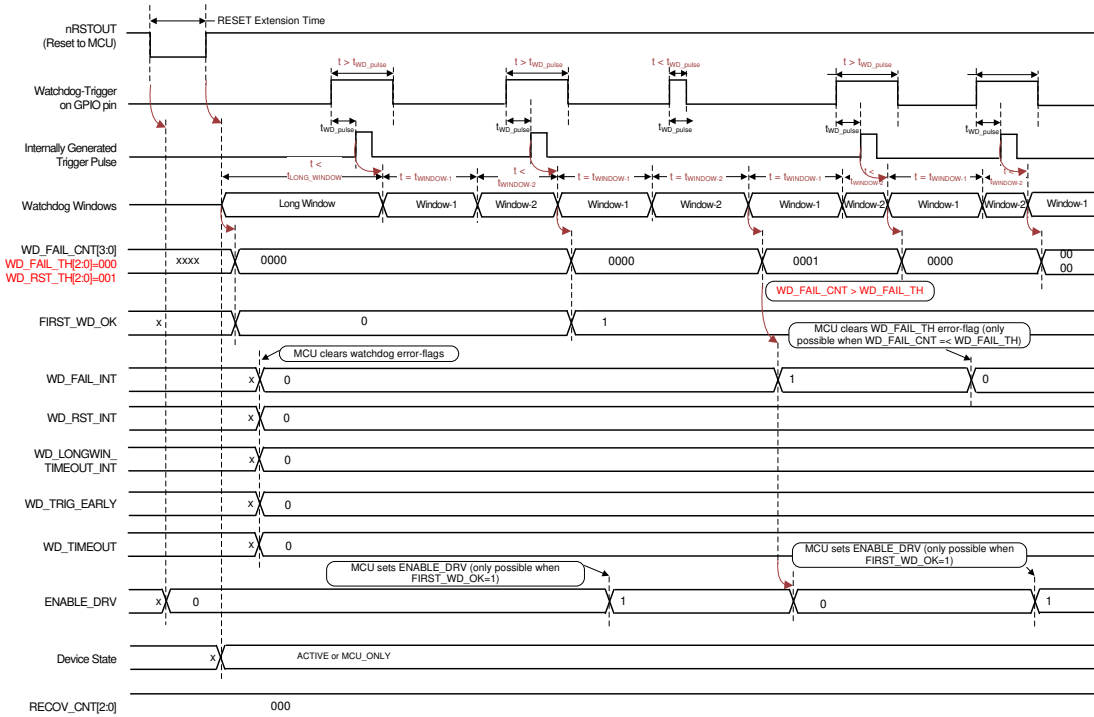 nRSTOUT
(Reset to MCU)
RESET Extension Time
Watchdog-Trigger
on GPIO pin
t > tWD_pulse
t > tWD_pulse
t < tWD_pulse
t > tWD_pulse
tWD_pulse
tWD_pulse
tWD_pulse
tWD_pulse
tWD_pulse
Internally Generated
Trigger Pulse
t <
tLONG_WINDOW
t = tWINDOW-1
t <
tWINDOW-2
t = tWINDOW-1
t = tWINDOW-2
t = tWINDOW-1
t <
tWINDOW-2
t = tWINDOW-1
t <
tWINDOW-2
Watchdog Windows
Long Window
Window-1
Window-2
Window-1
Window-2
Window-1
Window-2
Window-1
Window-2
Window-1
WD_FAIL_CNT[3:0]
WD_FAIL_TH[2:0]=000
WD_RST_TH[2:0]=001
xxxx
0000
0000
0001
0000
00
00
WD_FAIL_CNT > WD_FAIL_TH
FIRST_WD_OK
x
0
1
MCU clears WD_FAIL_TH error-flag (only
possible when WD_FAIL_CNT =< WD_FAIL_TH)
MCU clears watchdog error-flags
WD_FAIL_INT
x
0
1
0
WD_RST_INT
x
0
WD_LONGWIN_
TIMEOUT_INT
x
0
WD_TRIG_EARLY
x
0
WD_TIMEOUT
x
0
MCU sets ENABLE_DRV (only possible when
FIRST_WD_OK=1)
MCU sets ENABLE_DRV (only possible when
FIRST_WD_OK=1)
ENABLE_DRV
x
0
1
0
1
Device State
x
ACTIVE or MCU_ONLY
RECOV_CNT[2:0]
000